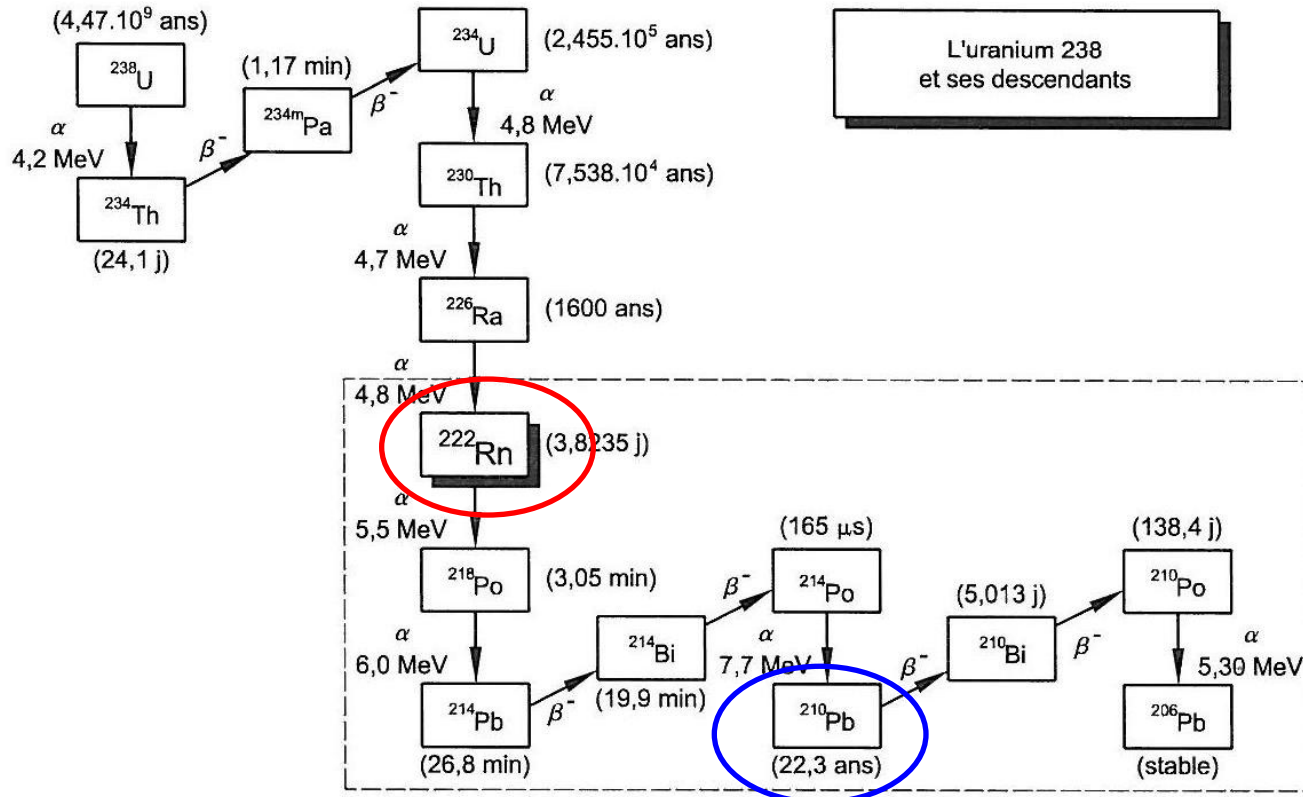 L'uranium 238
et ses descendants
(4,47.10⁹ ans)
²³⁸U
α
4,2 MeV
²³⁴Th
(24,1 j)
β⁻
(1,17 min)
²³⁴ᵐPa
β⁻
²³⁴U
(2,455.10⁵ ans)
α
4,8 MeV
²³⁰Th
(7,538.10⁴ ans)
α
4,7 MeV
²²⁶Ra
(1600 ans)
α
4,8 MeV
²²²Rn
(3,8235 j)
α
5,5 MeV
²¹⁸Po
(3,05 min)
α
6,0 MeV
²¹⁴Pb
(26,8 min)
β⁻
²¹⁴Bi
(19,9 min)
β⁻
(165 μs)
²¹⁴Po
α
7,7 MeV
²¹⁰Pb
(22,3 ans)
β⁻
(5,013 j)
²¹⁰Bi
β⁻
(138,4 j)
²¹⁰Po
α
5,30 MeV
²⁰⁶Pb
(stable)